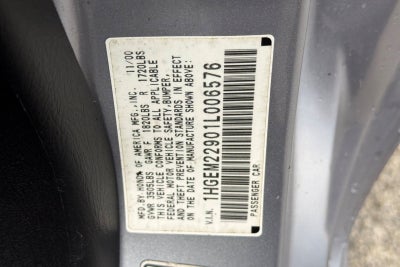 MFD. BY HONDA OF AMERICA MFG., INC. 11/00
GVWR 3505LBS GAWR F 1820LBS R 1720LBS
THIS VEHICLE CONFORMS TO ALL APPLICABLE
FEDERAL MOTOR VEHICLE SAFETY, BUMPER,
AND THEFT PREVENTION STANDARDS IN EFFECT
ON THE DATE OF MANUFACTURE SHOWN ABOVE:
V.I.N. 1HGEM22901L006576
PASSENGER CAR